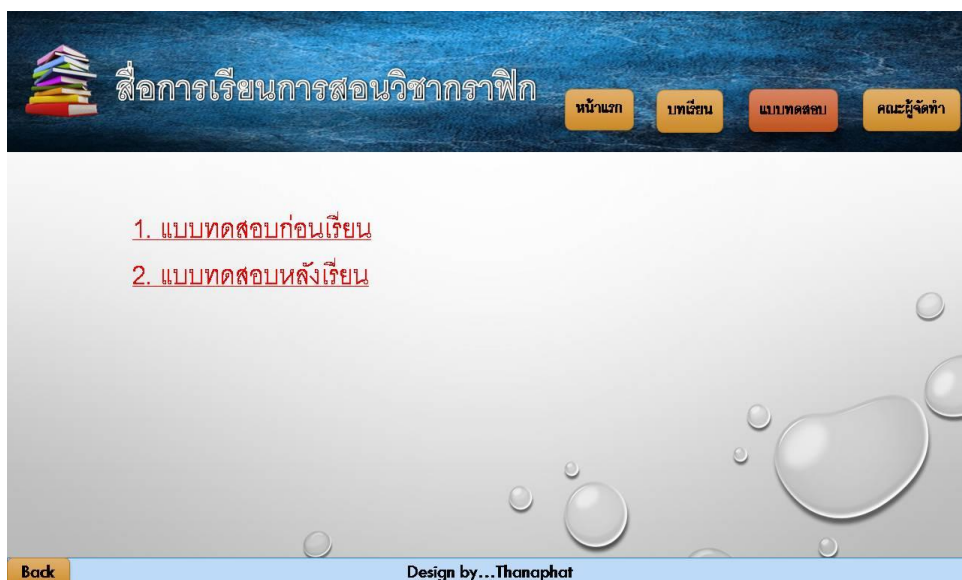 สื่อการเรียนการสอนวิชากราฟิก
หน้าแรก
บทเรียน
แบบทดสอบ
คณะผู้จัดทำ
1. แบบทดสอบก่อนเรียน
2. แบบทดสอบหลังเรียน
Back
Design by...Thanaphat